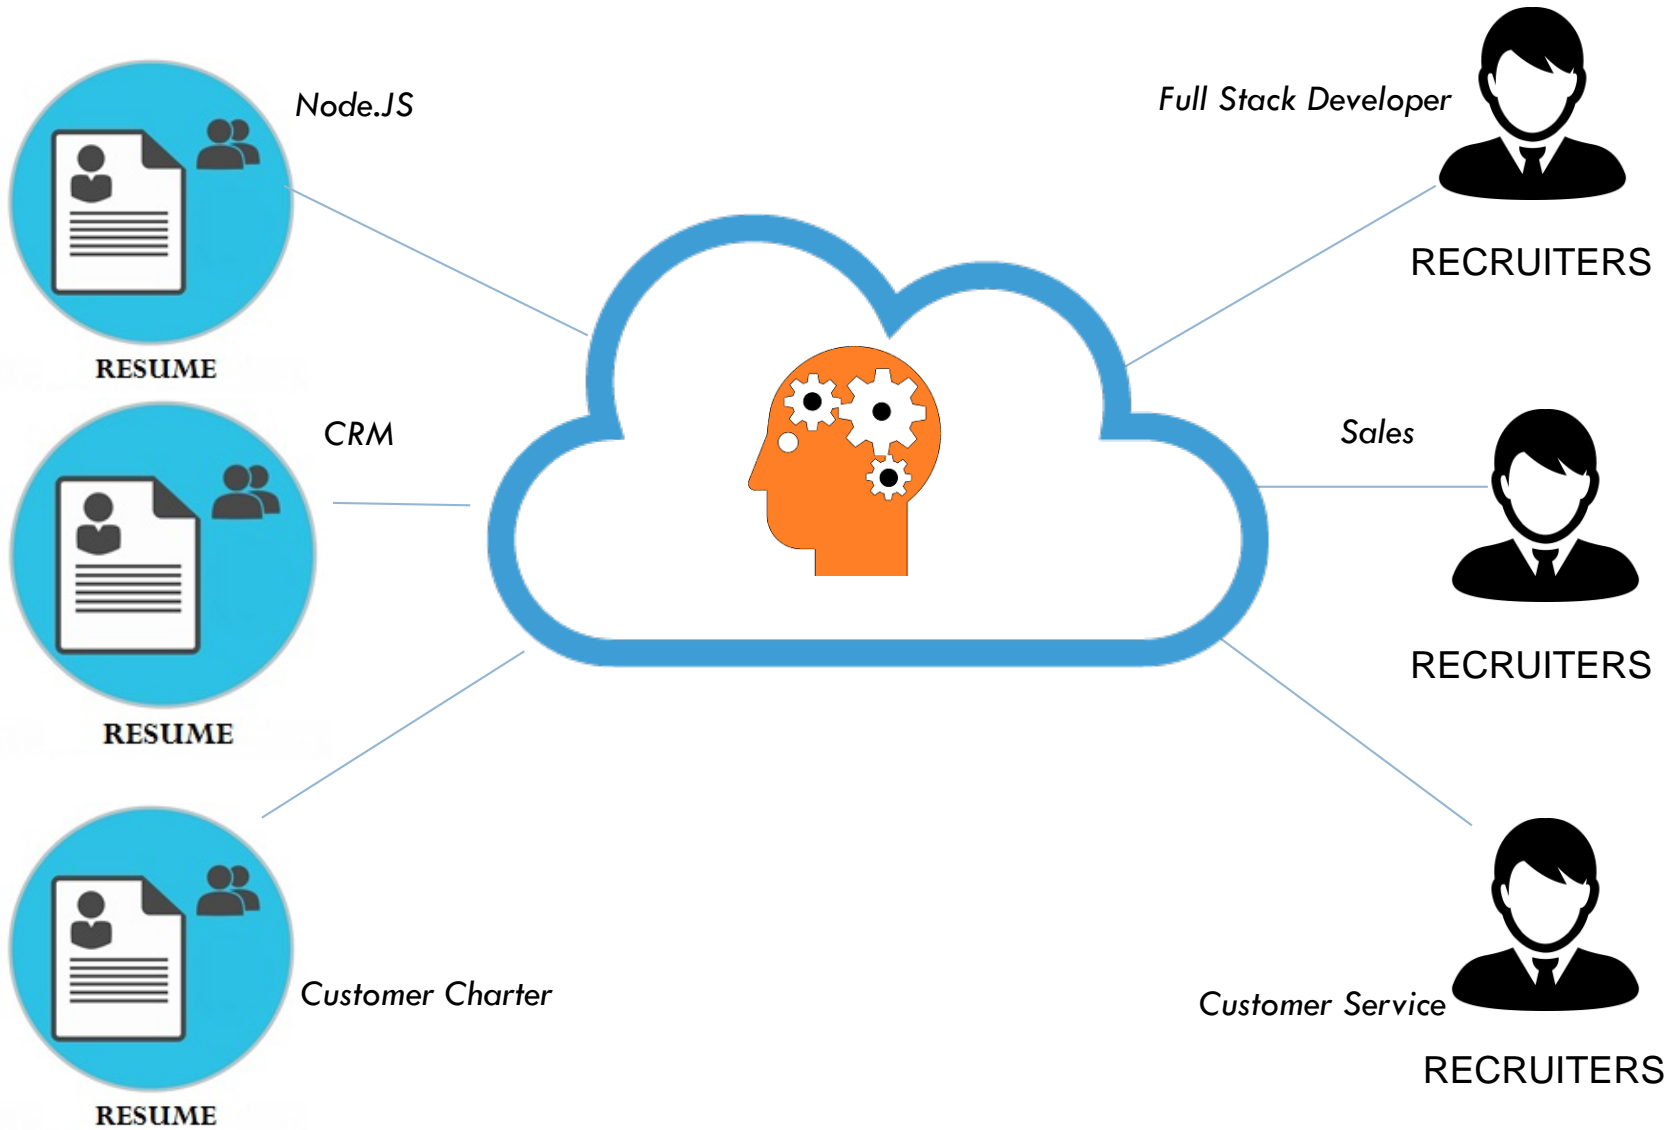 Node.JS
Full Stack Developer
RECRUITERS
RESUME
CRM
Sales
RECRUITERS
RESUME
Customer Charter
Customer Service
RECRUITERS
RESUME